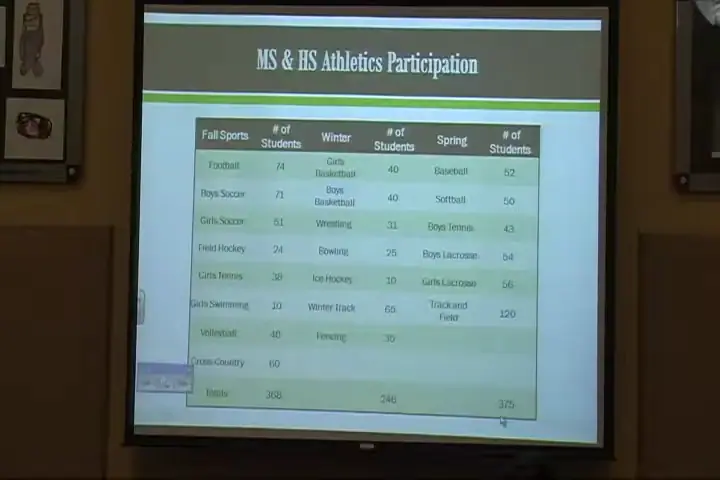 MS & HS Athletics Participation
Fall Sports # of Students Winter # of Students Spring # of Students
Football 74 Girls Basketball 40 Baseball 52
Boys Soccer 71 Boys Basketball 40 Softball 50
Girls Soccer 51 Wrestling 31 Boys Tennis 43
Field Hockey 24 Bowling 25 Boys Lacrosse 54
Girls Tennis 38 Ice Hockey 10 Girls Lacrosse 56
Girls Swimming 10 Winter Track 65 Track and Field 120
Volleyball 40 Fencing 35
Cross-Country 60
Totals 368 246 375